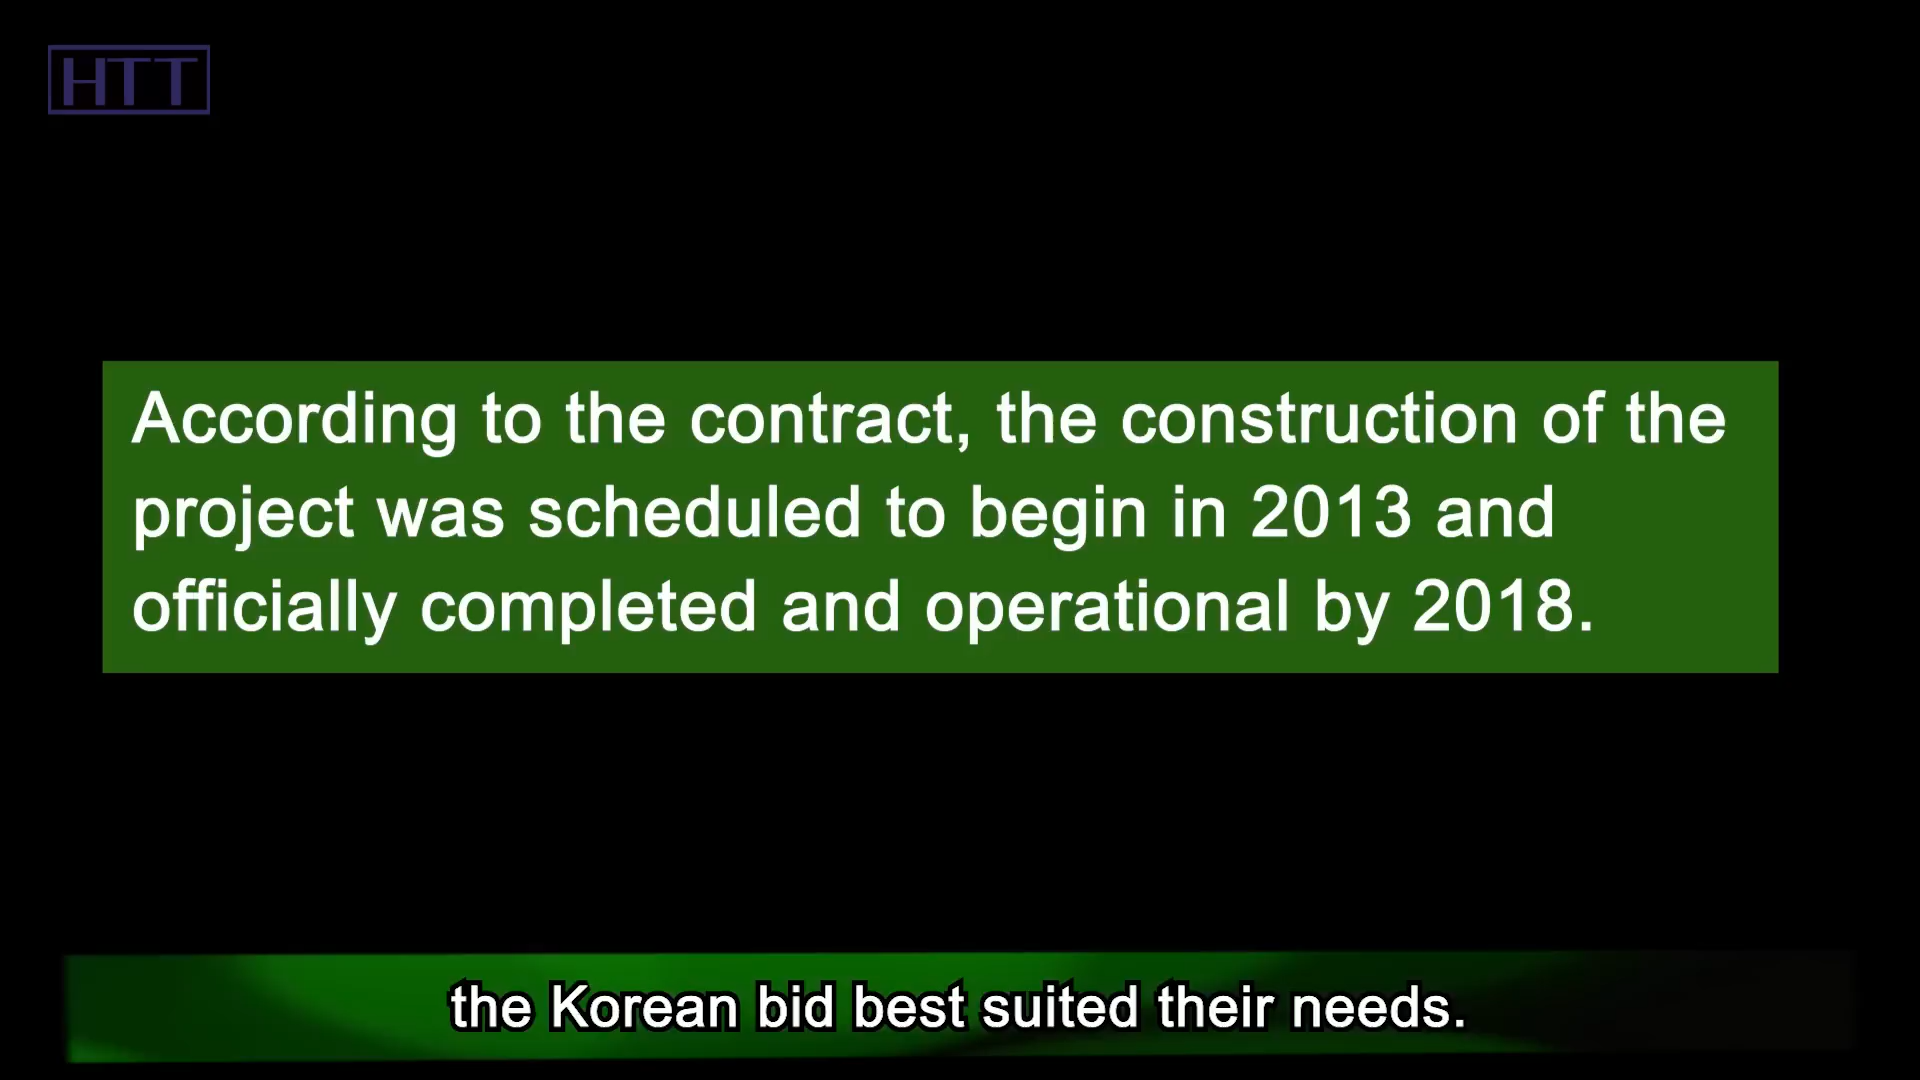 HTT
According to the contract, the construction of the
project was scheduled to begin in 2013 and
officially completed and operational by 2018.
the Korean bid best suited their needs.